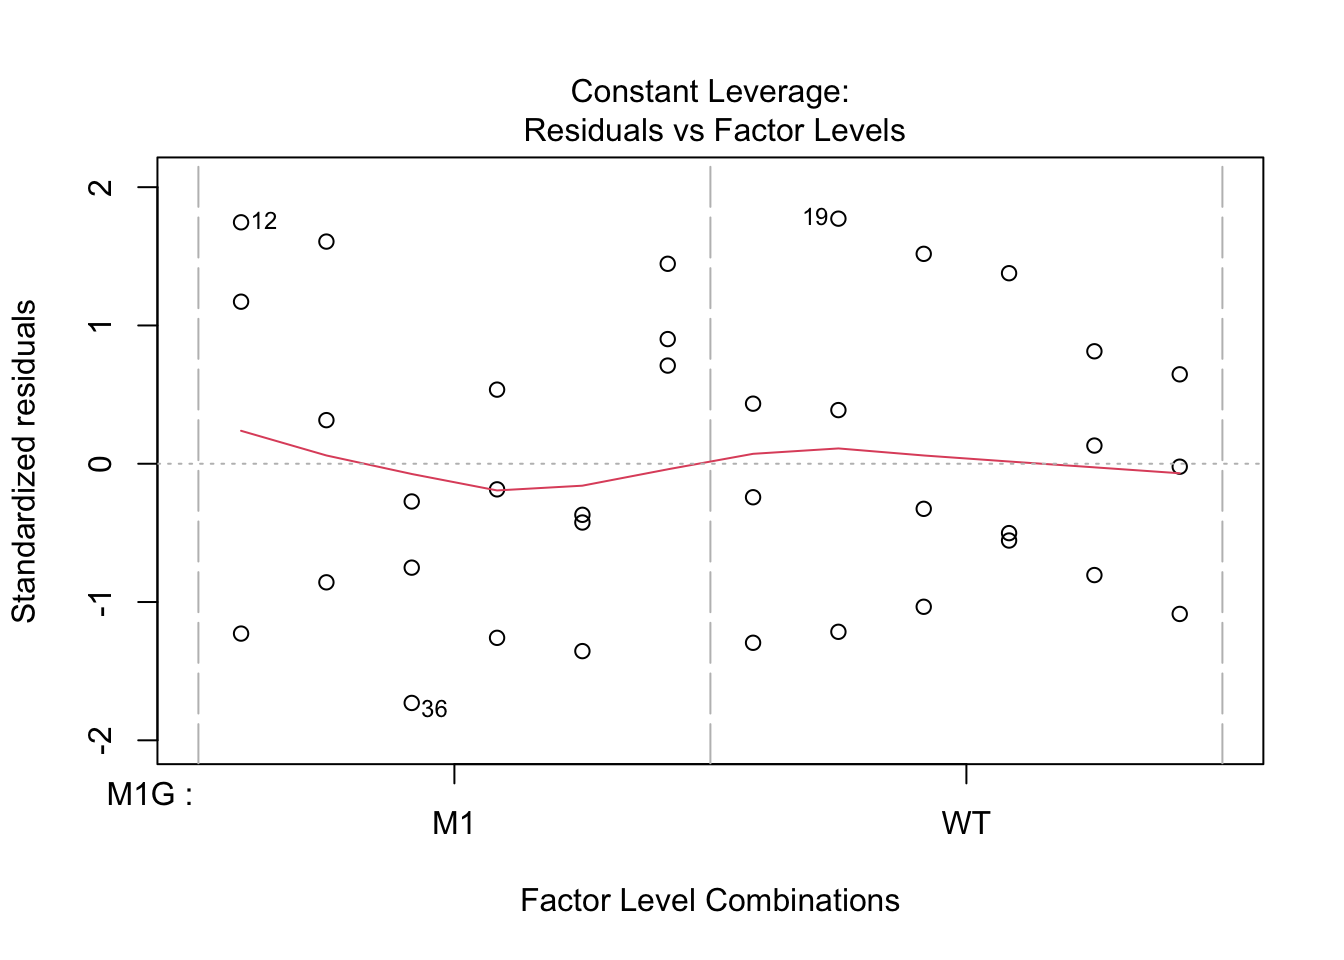 Constant Leverage:
Residuals vs Factor Levels
Standardized residuals
2
1
0
-1
-2
12
19
36
M1G :
M1
WT
Factor Level Combinations